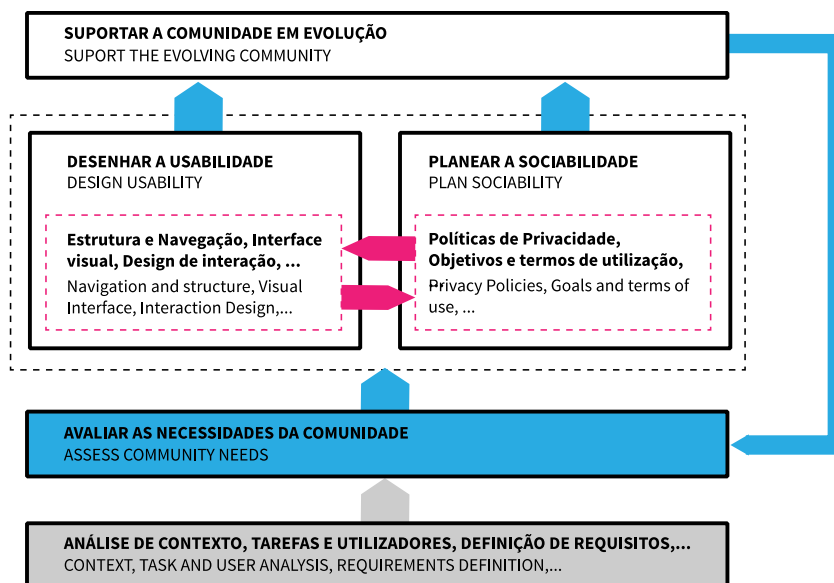 SUPORTAR A COMUNIDADE EM EVOLUÇÃO
SUPORT THE EVOLVING COMMUNITY
DESENHAR A USABILIDADE
DESIGN USABILITY
Estrutura e Navegação, Interface
visual, Design de interação, ...
Navigation and structure, Visual
Interface, Interaction Design,...
PLANEAR A SOCIABILIDADE
PLAN SOCIABILITY
Políticas de Privacidade,
Objetivos e termos de utilização,
Privacy Policies, Goals and terms of
use, ...
AVALIAR AS NECESSIDADES DA COMUNIDADE
ASSESS COMMUNITY NEEDS
ANÁLISE DE CONTEXTO, TAREFAS E UTILIZADORES, DEFINIÇÃO DE REQUISITOS,...
CONTEXT, TASK AND USER ANALYSIS, REQUIREMENTS DEFINITION,...